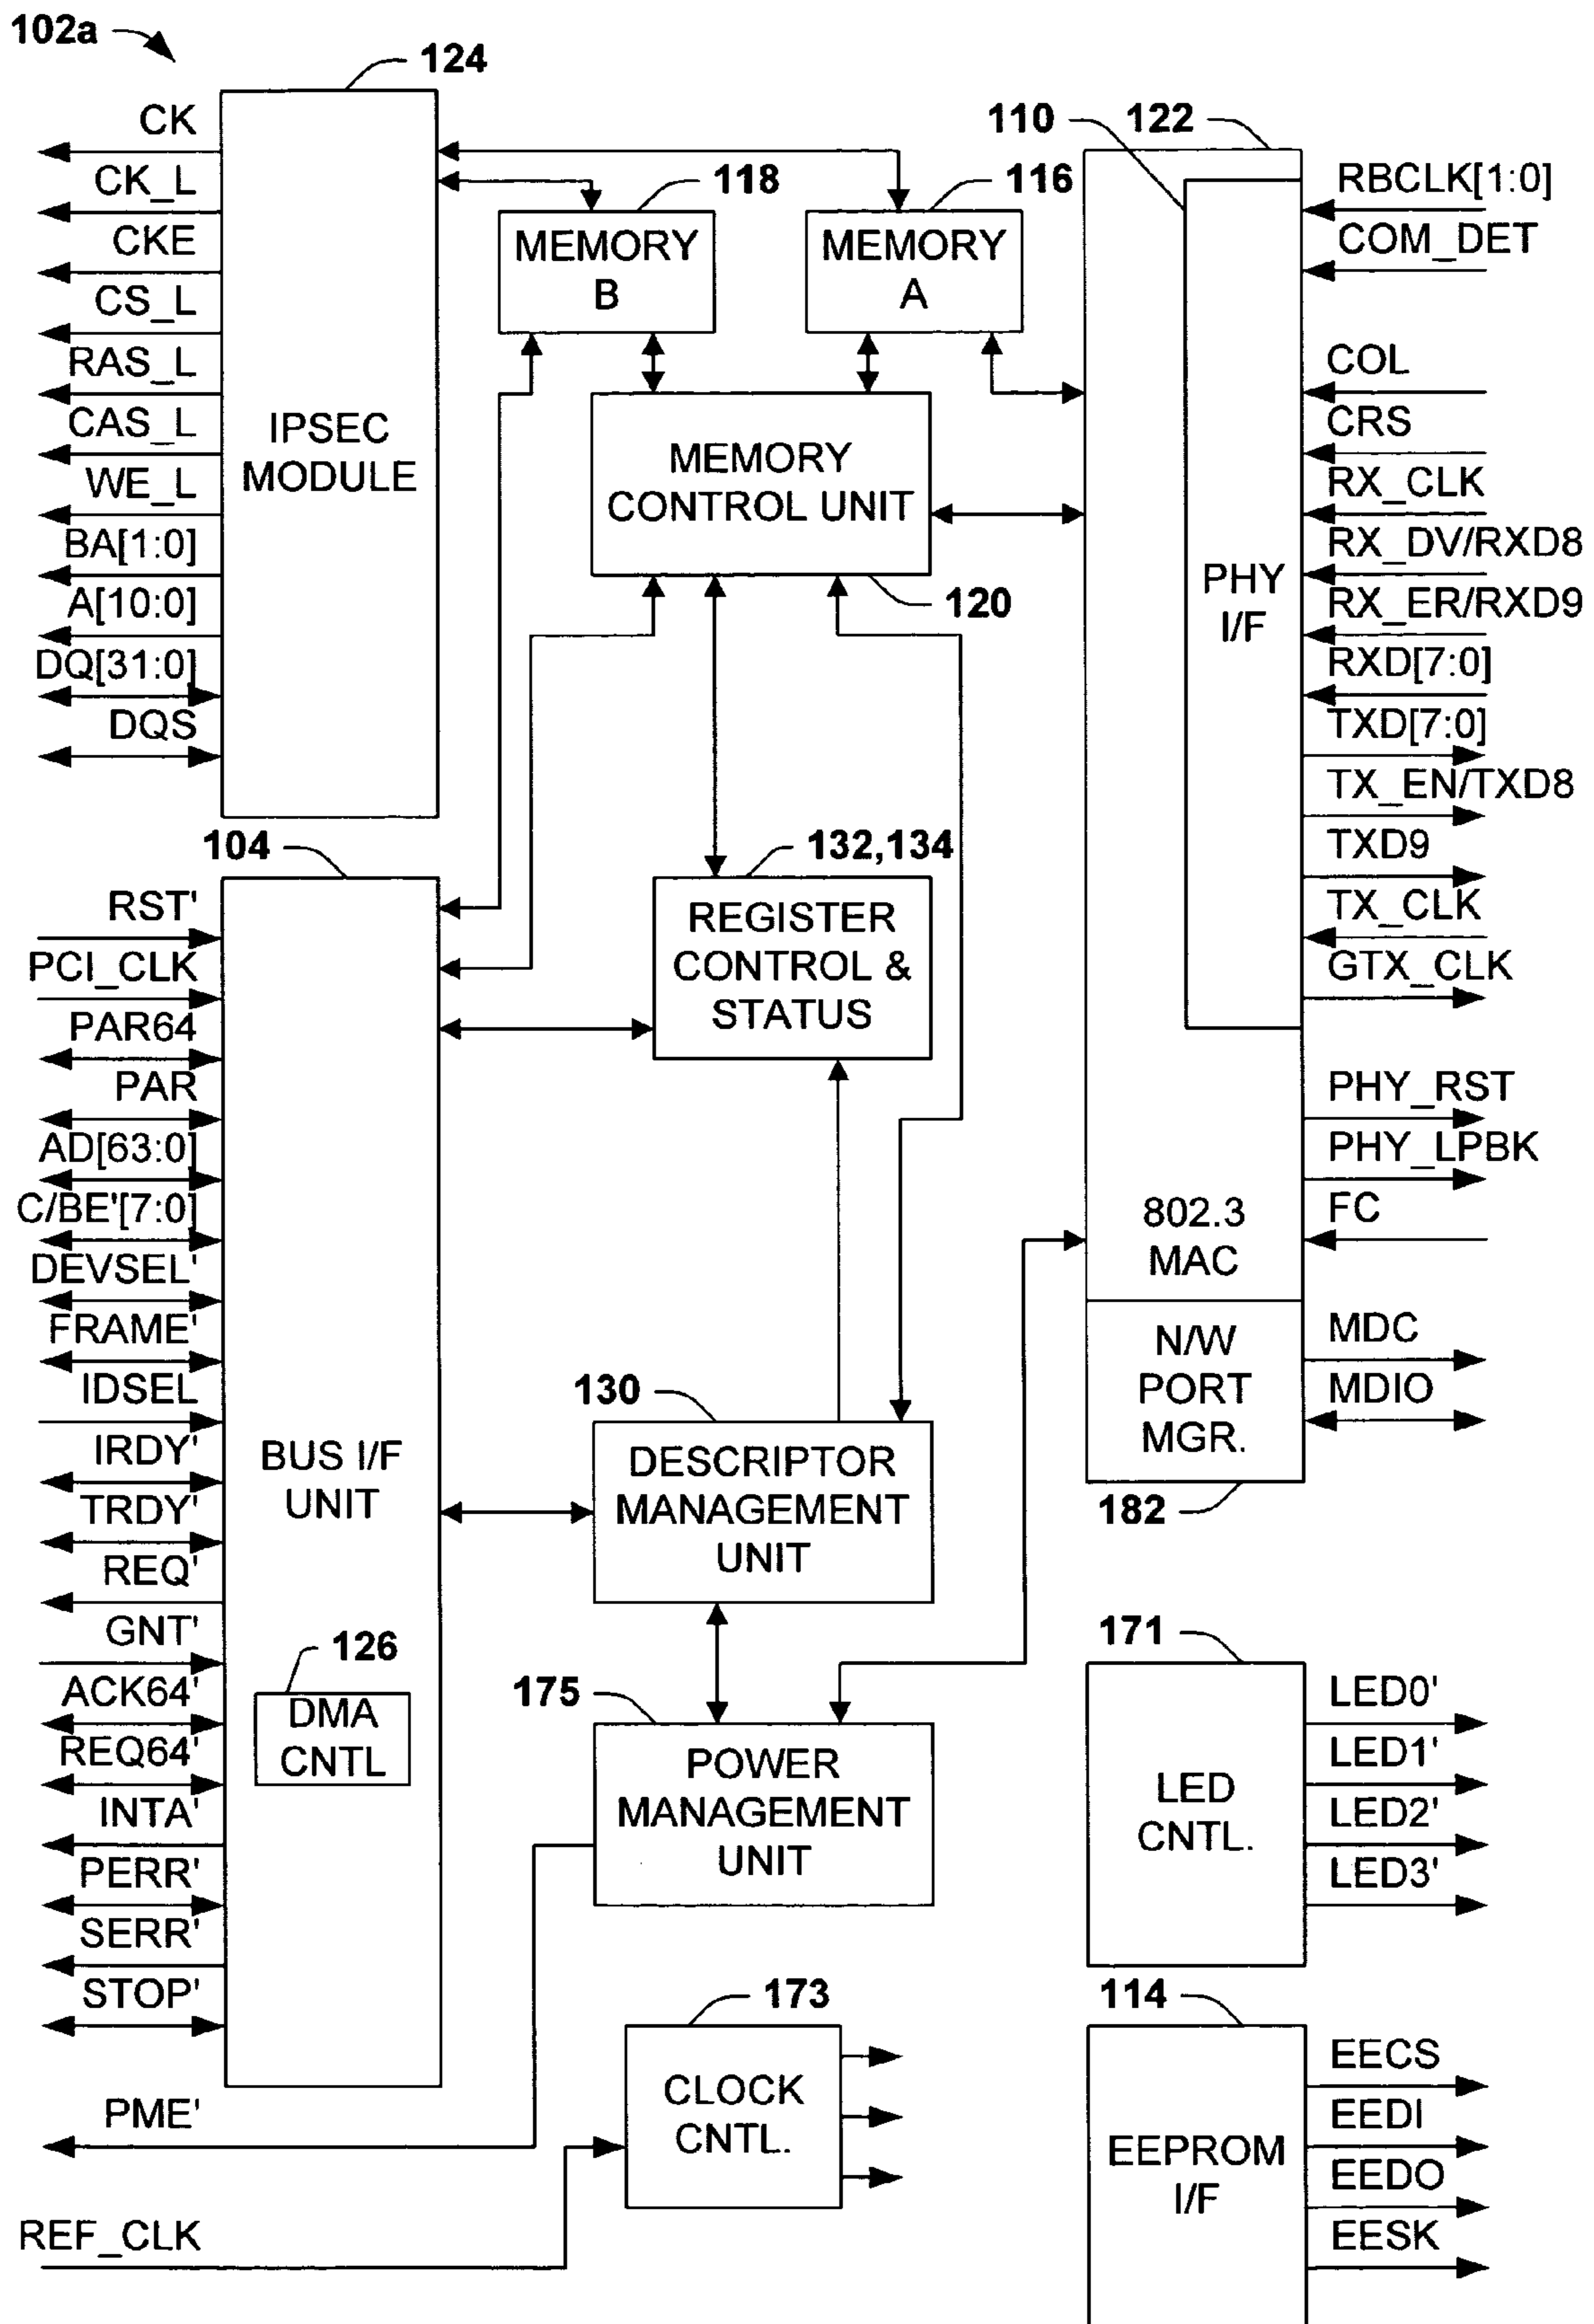 102a
124
CK
CK_L
CKE
CS_L
RAS_L
CAS_L
WE_L
BA[1:0]
A[10:0]
DQ[31:0]
DQS
IPSEC
MODULE
118
MEMORY
B
116
MEMORY
A
MEMORY
CONTROL UNIT
120
110
122
PHY
I/F
802.3
MAC
N/W
PORT
MGR.
182
RBCLK[1:0]
COM_DET
COL
CRS
RX_CLK
RX_DV/RXD8
RX_ER/RXD9
RXD[7:0]
TXD[7:0]
TX_EN/TXD8
TXD9
TX_CLK
GTX_CLK
PHY_RST
PHY_LPBK
FC
MDC
MDIO
104
RST'
PCI_CLK
PAR64
PAR
AD[63:0]
C/BE'[7:0]
DEVSEL'
FRAME'
IDSEL
IRDY'
TRDY'
REQ'
GNT'
ACK64'
REQ64'
INTA'
PERR'
SERR'
STOP'
PME'
REF_CLK
BUS I/F
UNIT
126
DMA
CNTL
132,134
REGISTER
CONTROL &
STATUS
130
DESCRIPTOR
MANAGEMENT
UNIT
175
POWER
MANAGEMENT
UNIT
173
CLOCK
CNTL.
171
LED
CNTL.
LED0'
LED1'
LED2'
LED3'
114
EEPROM
I/F
EECS
EEDI
EEDO
EESK